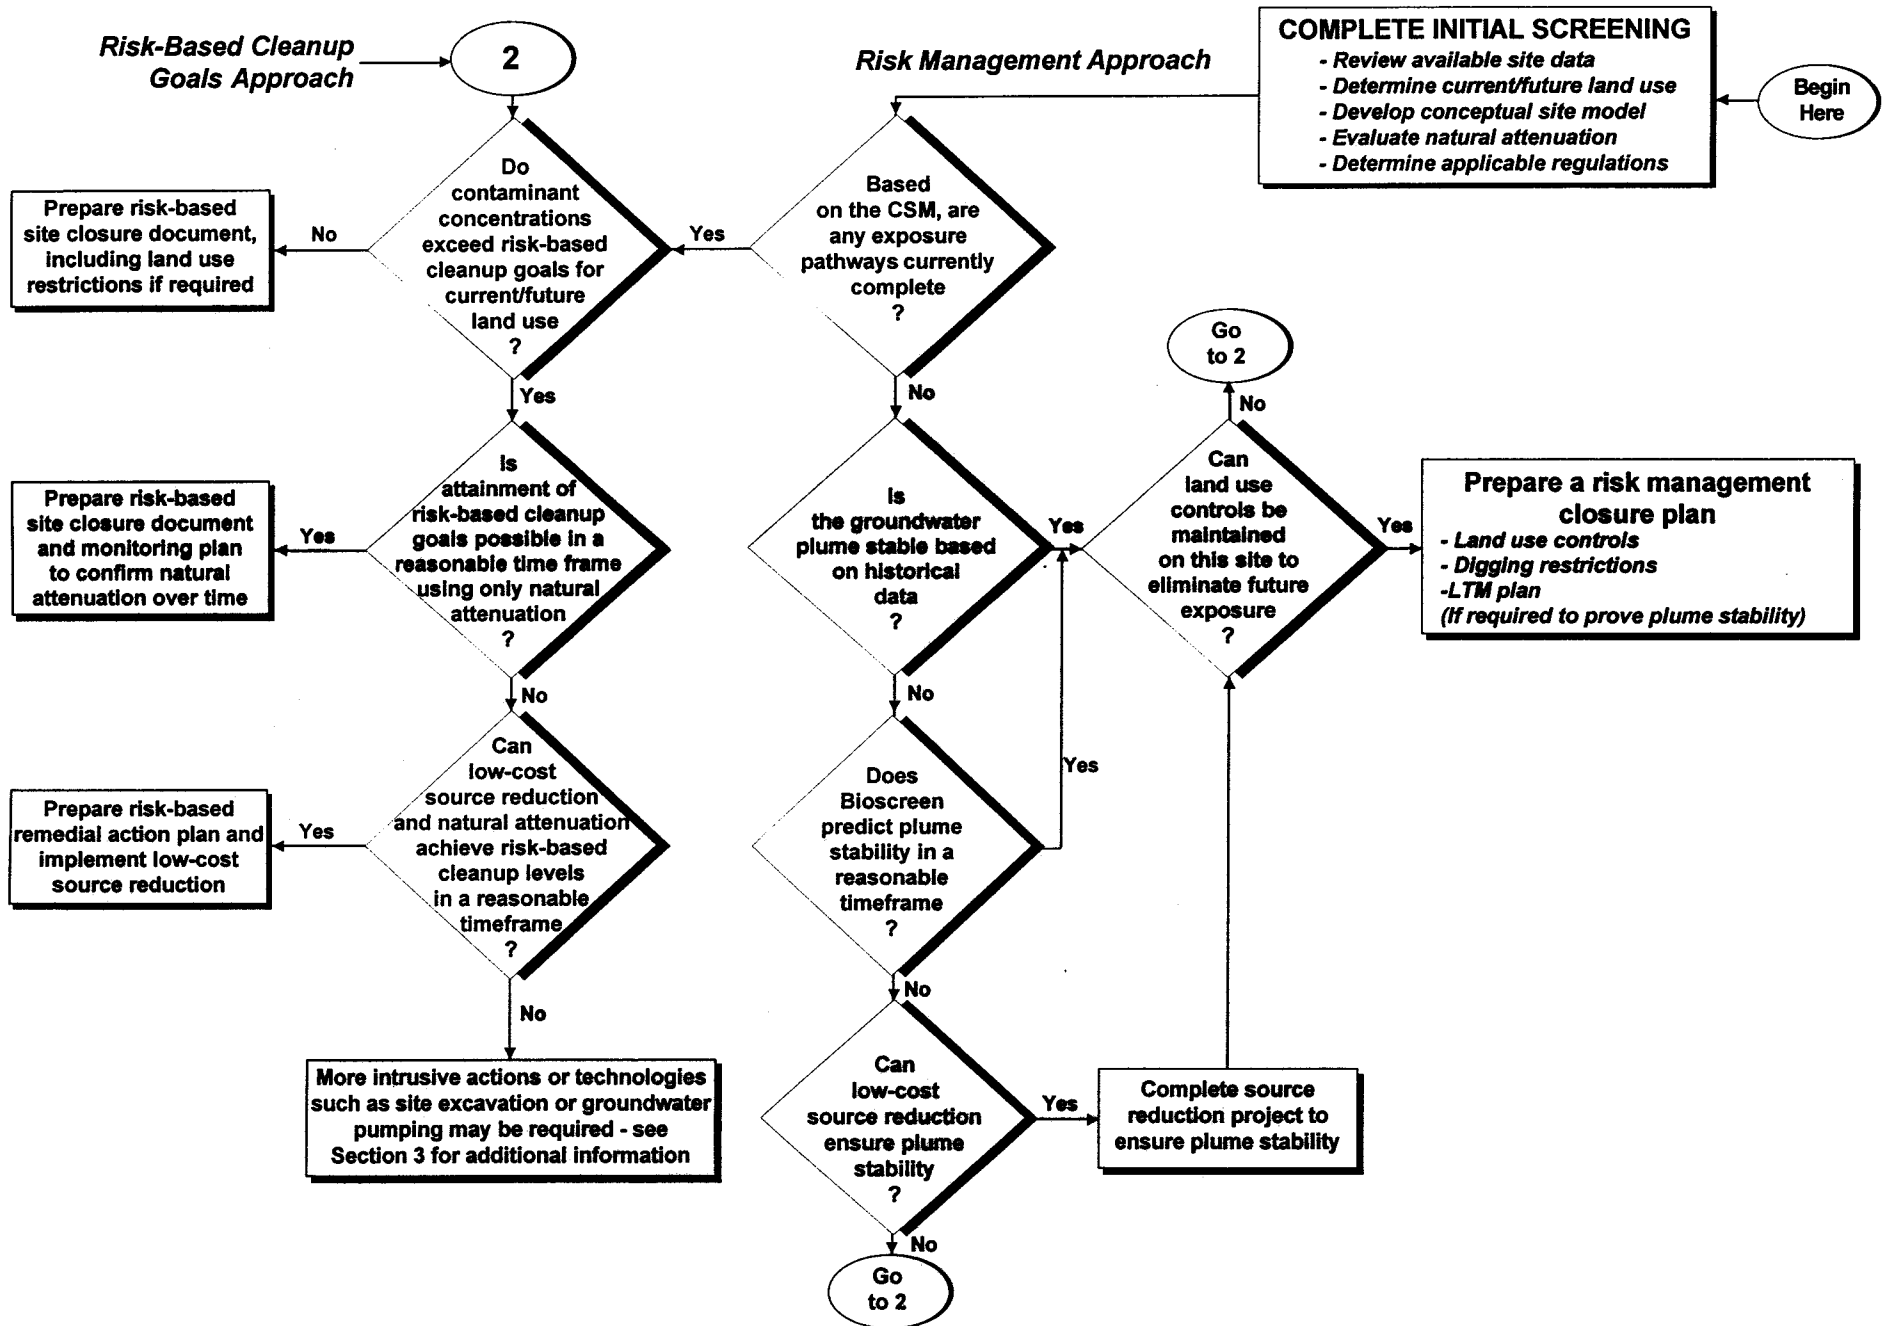 Risk-Based Cleanup
Goals Approach
2
Risk Management Approach
COMPLETE INITIAL SCREENING
- Review available site data
- Determine current/future land use
- Develop conceptual site model
- Evaluate natural attenuation
- Determine applicable regulations
Begin
Here
Do
contaminant
concentrations
exceed risk-based
cleanup goals for
current/future
land use
?
No
Prepare risk-based
site closure document,
including land use
restrictions if required
Yes
Based
on the CSM, are
any exposure
pathways currently
complete
?
Yes
No
Is
attainment of
risk-based cleanup
goals possible in a
reasonable time frame
using only natural
attenuation
?
Yes
Prepare risk-based
site closure document
and monitoring plan
to confirm natural
attenuation over time
No
Is
the groundwater
plume stable based
on historical
data
?
Yes
No
Go
to 2
No
Can
land use
controls be
maintained
on this site to
eliminate future
exposure
?
Yes
Prepare a risk management
closure plan
- Land use controls
- Digging restrictions
-LTM plan
(If required to prove plume stability)
Can
low-cost
source reduction
and natural attenuation
achieve risk-based
cleanup levels
in a reasonable
timeframe
?
Yes
Prepare risk-based
remedial action plan and
implement low-cost
source reduction
No
More intrusive actions or technologies
such as site excavation or groundwater
pumping may be required - see
Section 3 for additional information
Does
Bioscreen
predict plume
stability in a
reasonable
timeframe
?
Yes
No
Can
low-cost
source reduction
ensure plume
stability
?
Yes
Complete source
reduction project to
ensure plume stability
No
Go
to 2